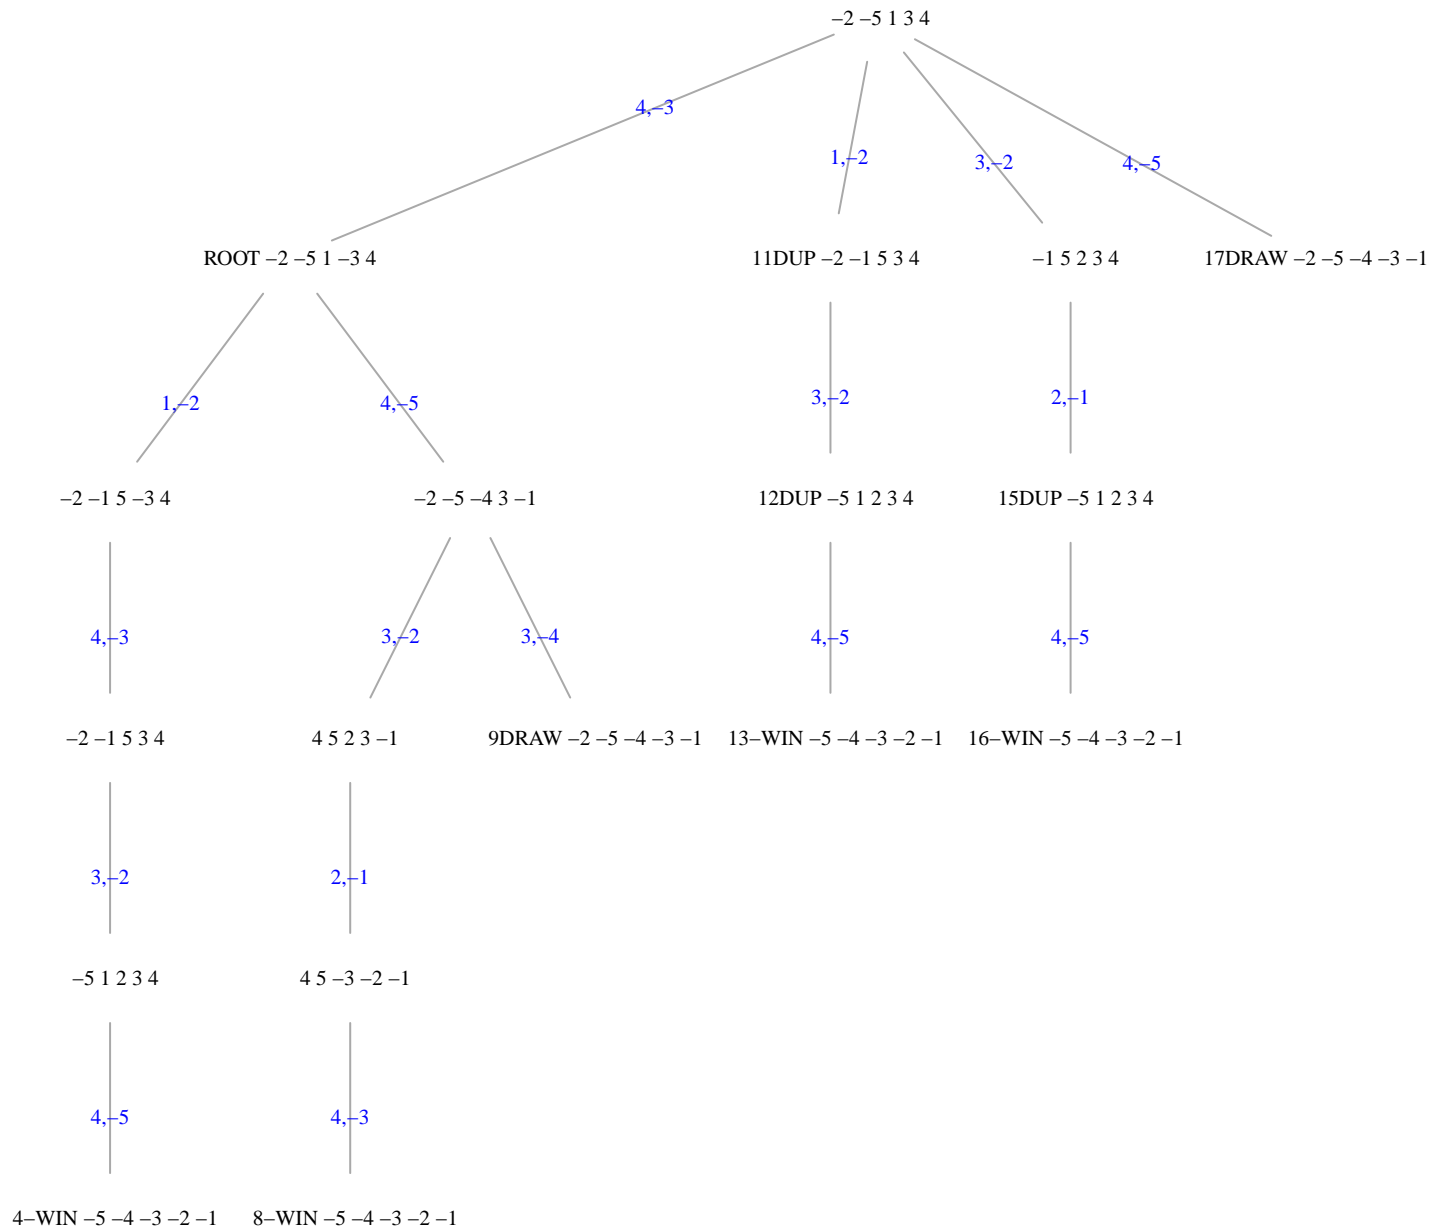 –2 –5 1 3 4
4,–3
1,–2
3,–2
4,–5
ROOT –2 –5 1 –3 4
11DUP –2 –1 5 3 4
–1 5 2 3 4
17DRAW –2 –5 –4 –3 –1
1,–2
4,–5
3,–2
2,–1
–2 –1 5 –3 4
–2 –5 –4 3 –1
12DUP –5 1 2 3 4
15DUP –5 1 2 3 4
4,–3
3,–2
3,–4
4,–5
4,–5
–2 –1 5 3 4
4 5 2 3 –1
9DRAW –2 –5 –4 –3 –1
13–WIN –5 –4 –3 –2 –1
16–WIN –5 –4 –3 –2 –1
3,–2
2,–1
–5 1 2 3 4
4 5 –3 –2 –1
4,–5
4,–3
4–WIN –5 –4 –3 –2 –1
8–WIN –5 –4 –3 –2 –1